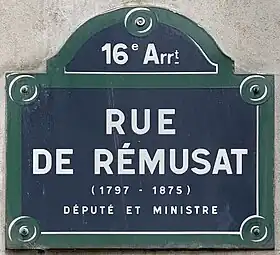 16e Arrt
RUE
DE RÉMUSAT
(1797 - 1875)
DÉPUTÉ ET MINISTRE